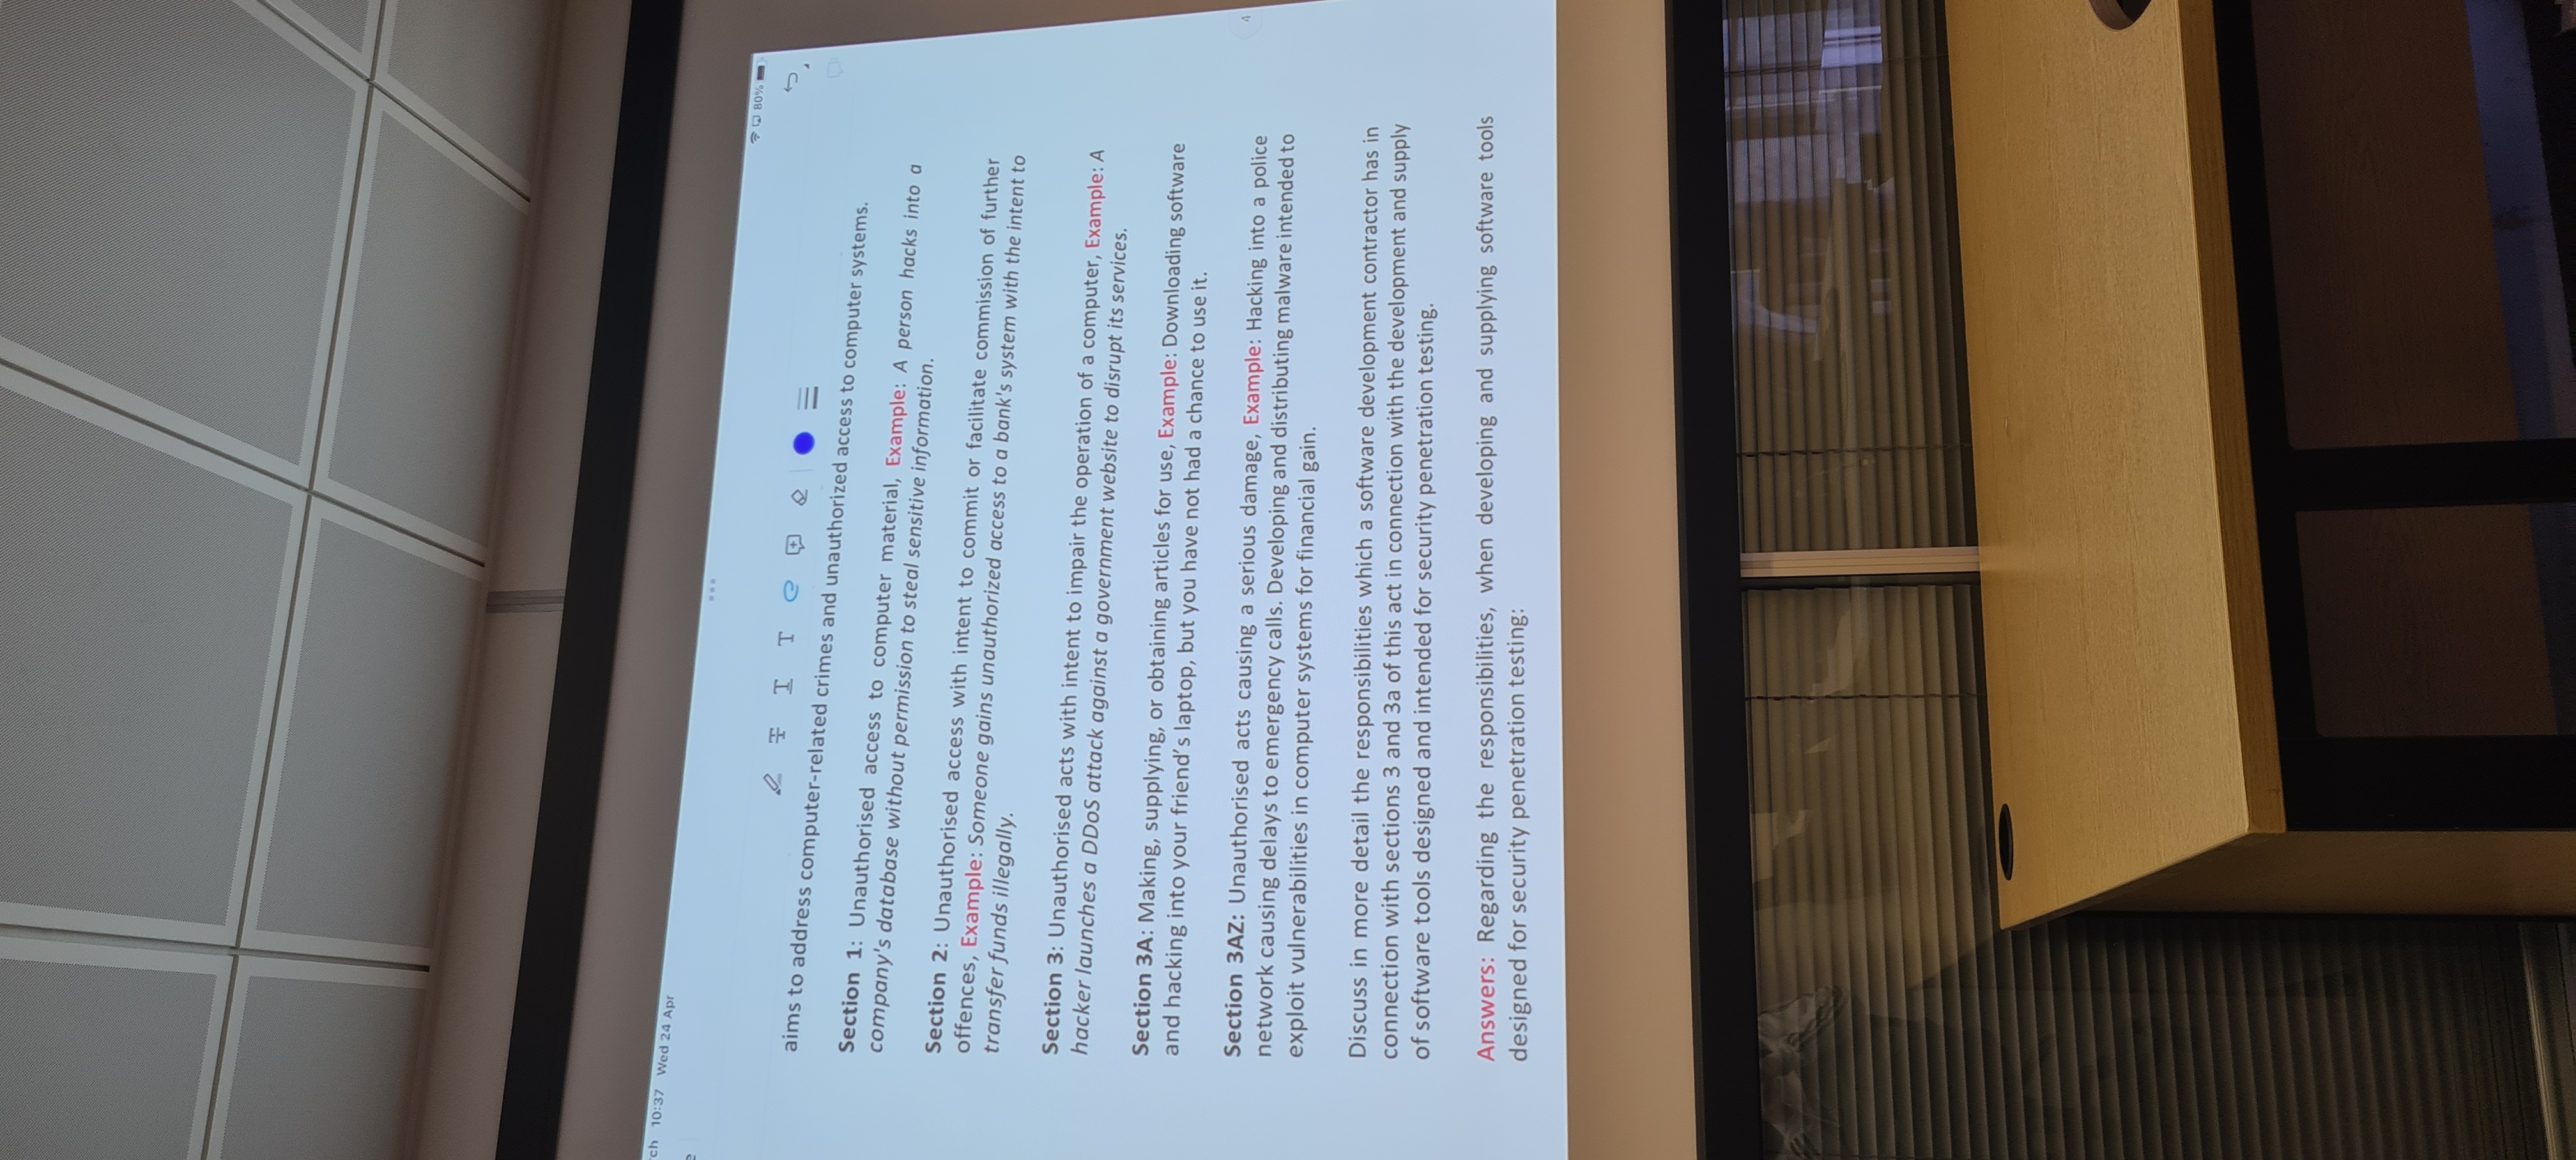 10:37 Wed 24 Apr
80%
T T T
aims to address computer-related crimes and unauthorized access to computer systems.
Section 1: Unauthorised access to computer material, Example: A person hacks into a
company's database without permission to steal sensitive information.
Section 2: Unauthorised access with intent to commit or facilitate commission of further
offences, Example: Someone gains unauthorized access to a bank's system with the intent to
transfer funds illegally.
Section 3: Unauthorised acts with intent to impair the operation of a computer, Example: A
hacker launches a DDoS attack against a government website to disrupt its services.
Section 3A: Making, supplying, or obtaining articles for use, Example: Downloading software
and hacking into your friend's laptop, but you have not had a chance to use it.
Section 3AZ: Unauthorised acts causing a serious damage, Example: Hacking into a police
network causing delays to emergency calls. Developing and distributing malware intended to
exploit vulnerabilities in computer systems for financial gain.
4
Discuss in more detail the responsibilities which a software development contractor has in
connection with sections 3 and 3a of this act in connection with the development and supply
of software tools designed and intended for security penetration testing.
Answers: Regarding the responsibilities, when developing and supplying software tools
designed for security penetration testing: